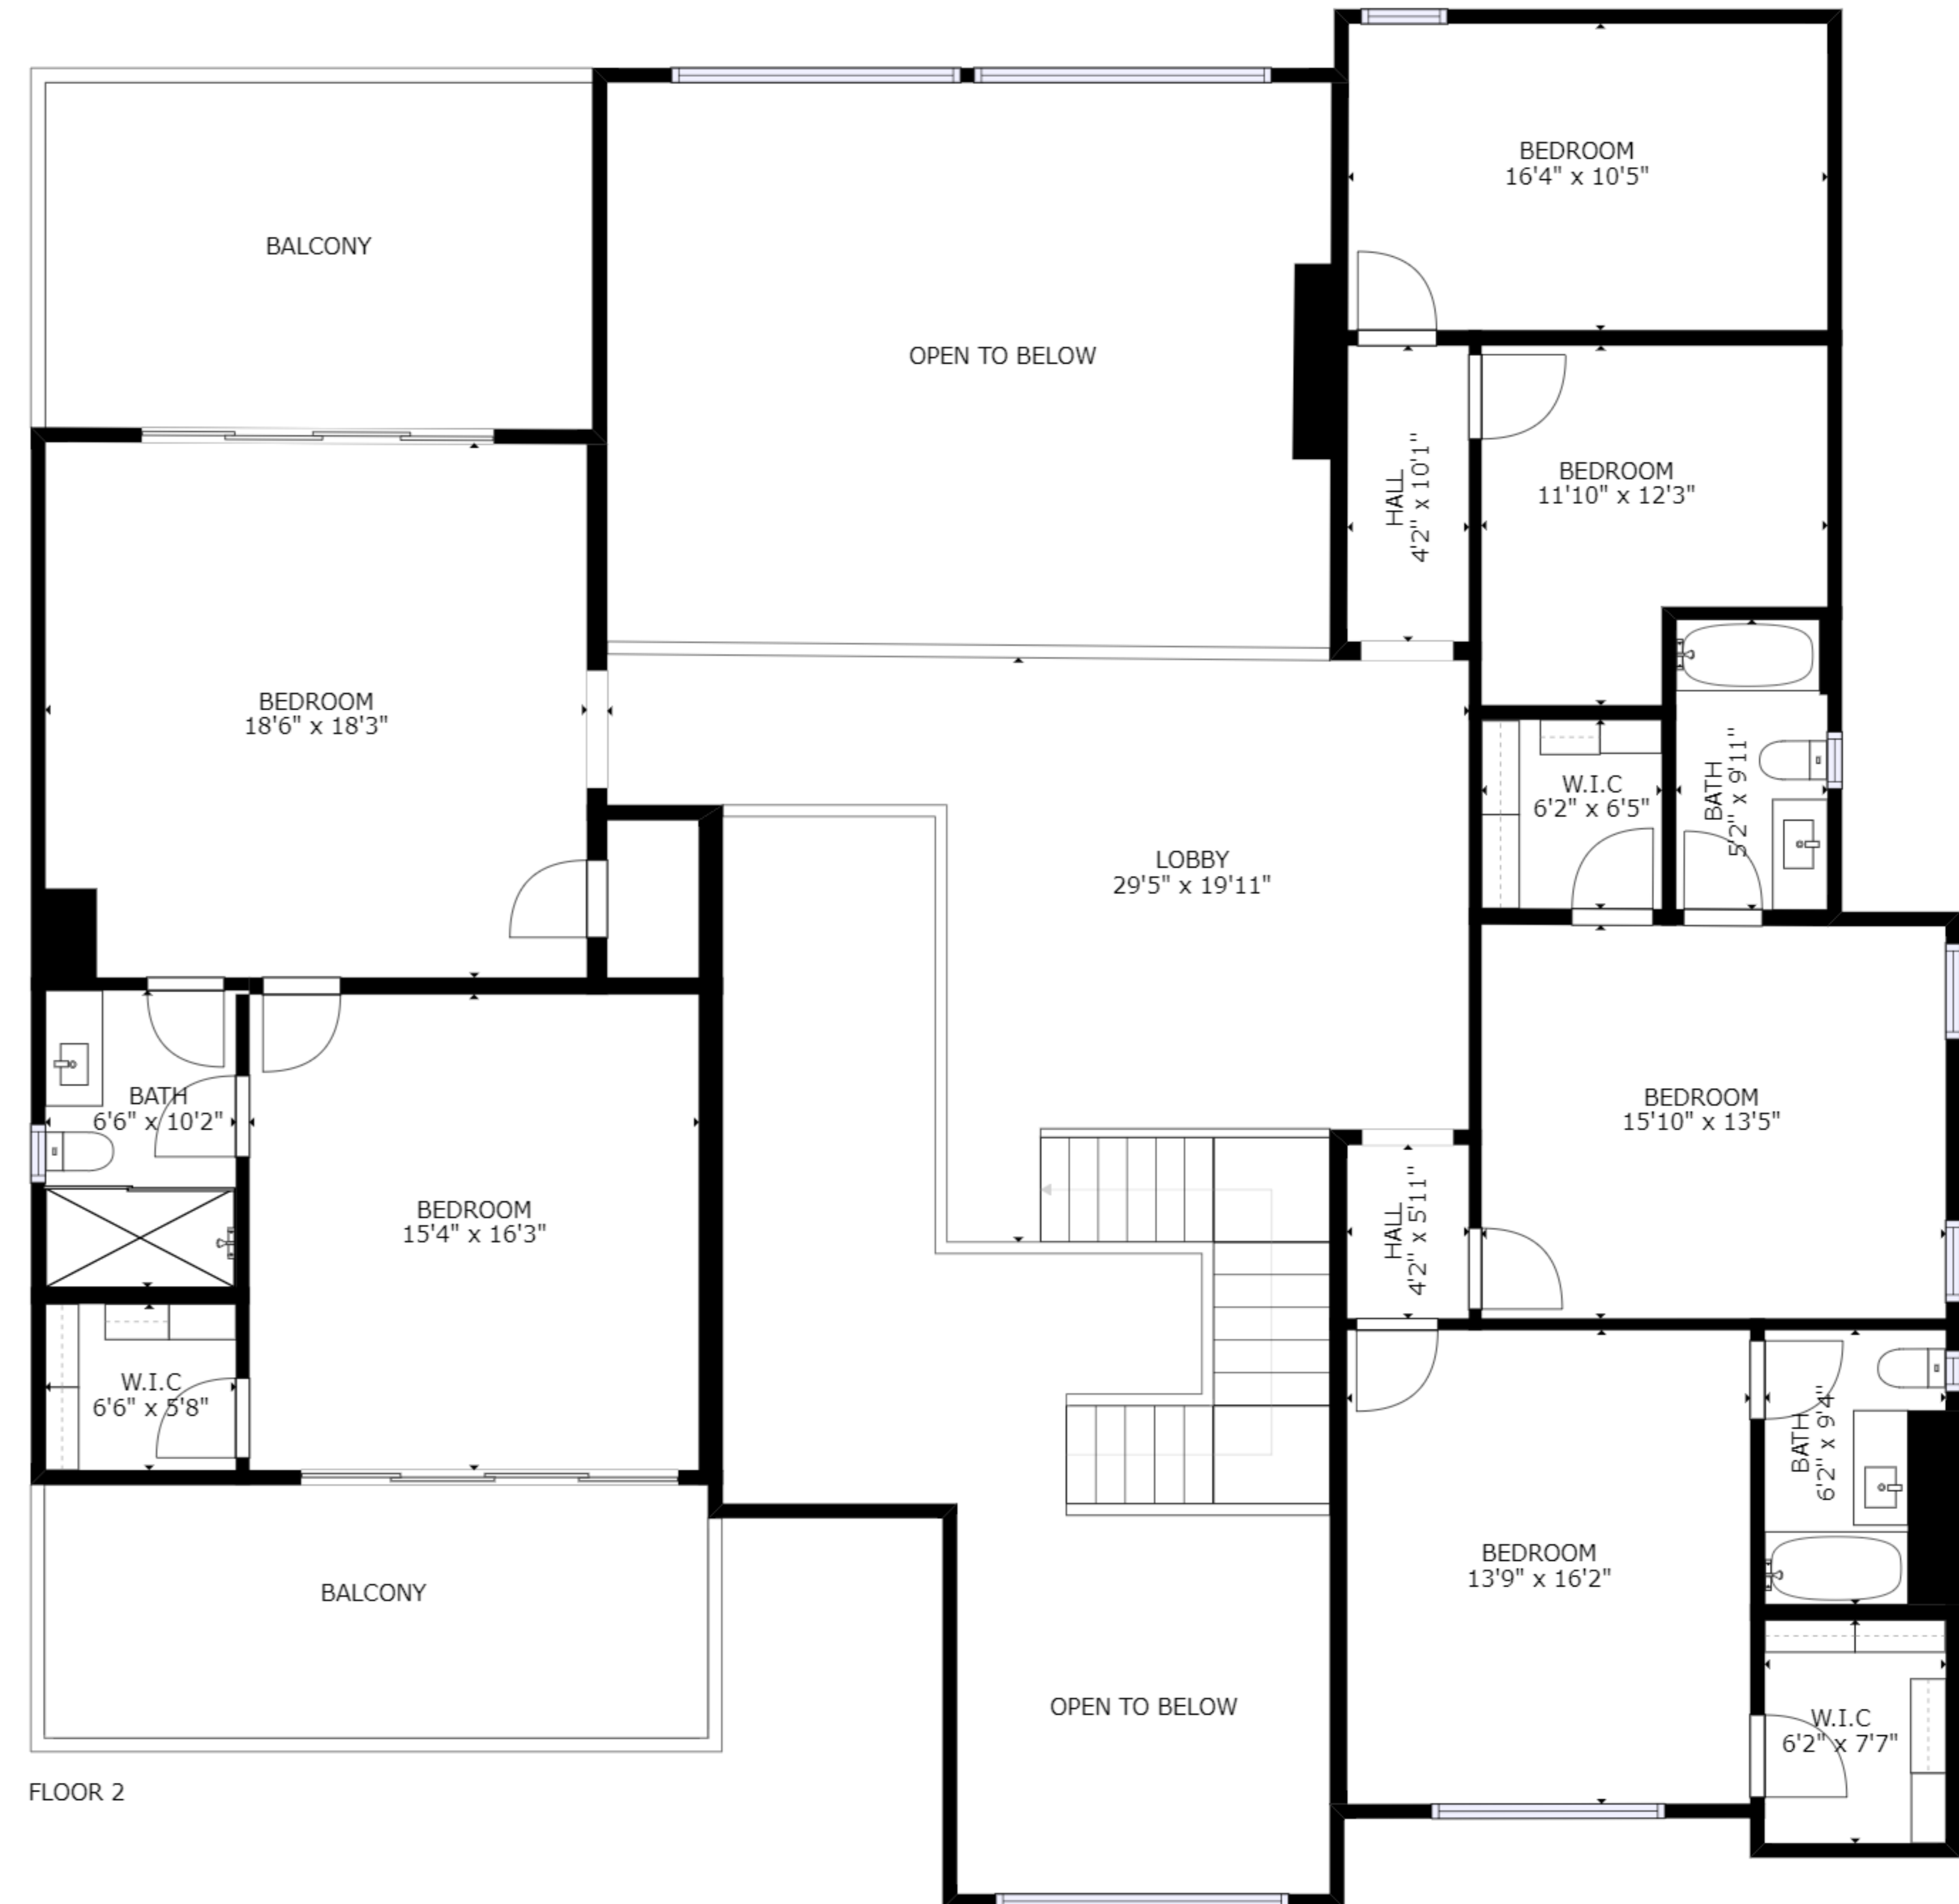 BEDROOM
16'4" x 10'5"
BALCONY
OPEN TO BELOW
HALL
4'2" x 10'1"
BEDROOM
11'10" x 12'3"
BEDROOM
18'6" x 18'3"
W.I.C
6'2" x 6'5"
BATH
5'2" x 9'11"
LOBBY
29'5" x 19'11"
BATH
6'6" x 10'2"
BEDROOM
15'10" x 13'5"
BEDROOM
15'4" x 16'3"
HALL
4'2" x 5'11"
W.I.C
6'6" x 5'8"
BATH
6'2" x 9'4"
BEDROOM
13'9" x 16'2"
BALCONY
OPEN TO BELOW
W.I.C
6'2" x 7'7"
FLOOR 2